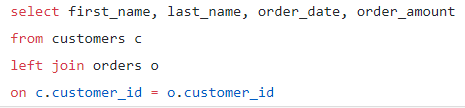 select first_name, last_name, order_date, order_amount
from customers c
left join orders o
on c.customer_id = o.customer_id